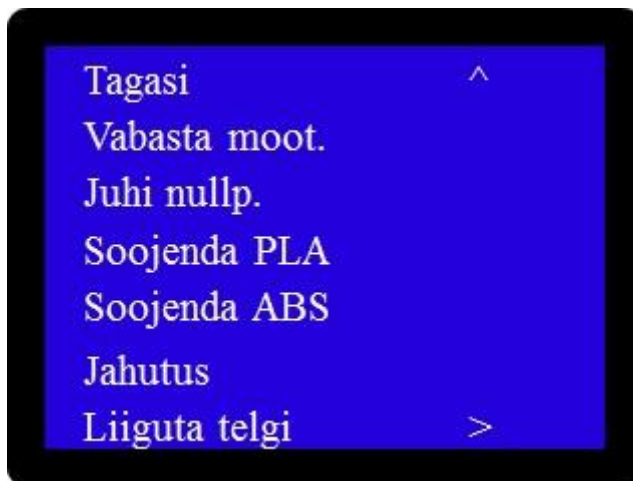 Tagasi ^
Vabasta moot.
Juhi nullp.
Soojenda PLA
Soojenda ABS
Jahutus
Liiguta telgi >